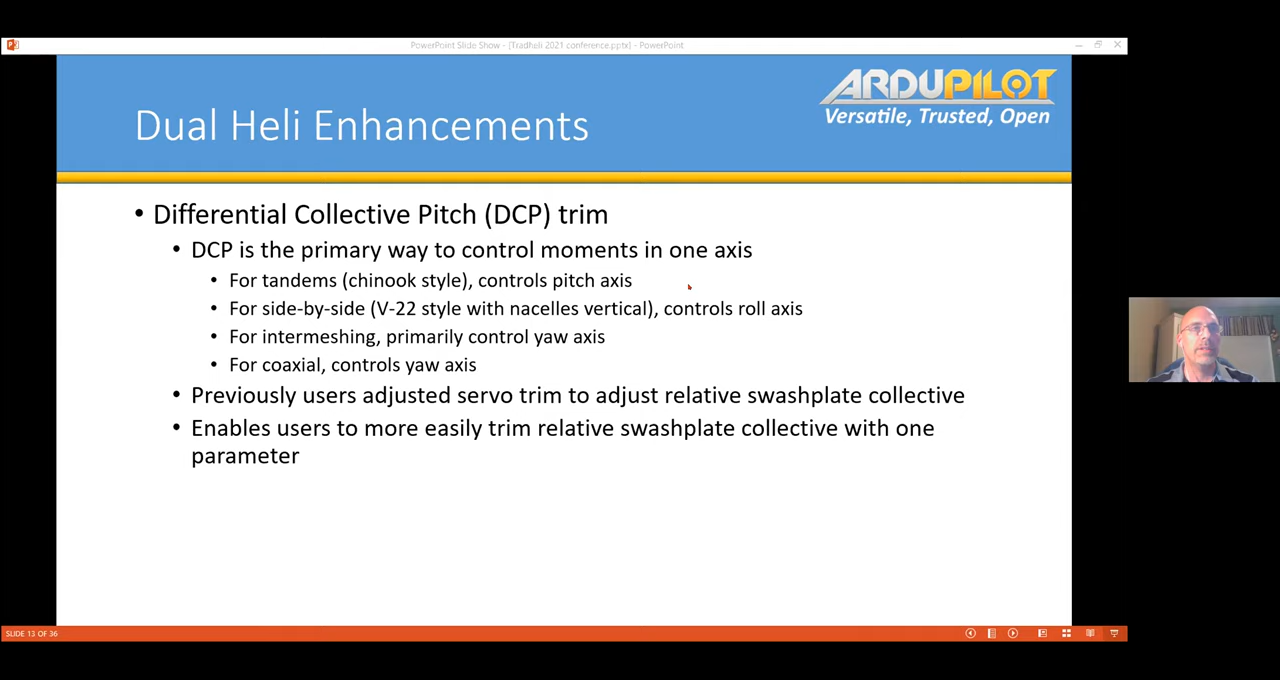 PowerPoint Slide Show - [Tradheli 2021 conference.pptx] - PowerPoint
ARDUPILOT
Versatile, Trusted, Open
Dual Heli Enhancements
• Differential Collective Pitch (DCP) trim
• DCP is the primary way to control moments in one axis
• For tandems (chinook style), controls pitch axis
• For side-by-side (V-22 style with nacelles vertical), controls roll axis
• For intermeshing, primarily control yaw axis
• For coaxial, controls yaw axis
• Previously users adjusted servo trim to adjust relative swashplate collective
• Enables users to more easily trim relative swashplate collective with one
parameter
SLIDE 13 OF 36